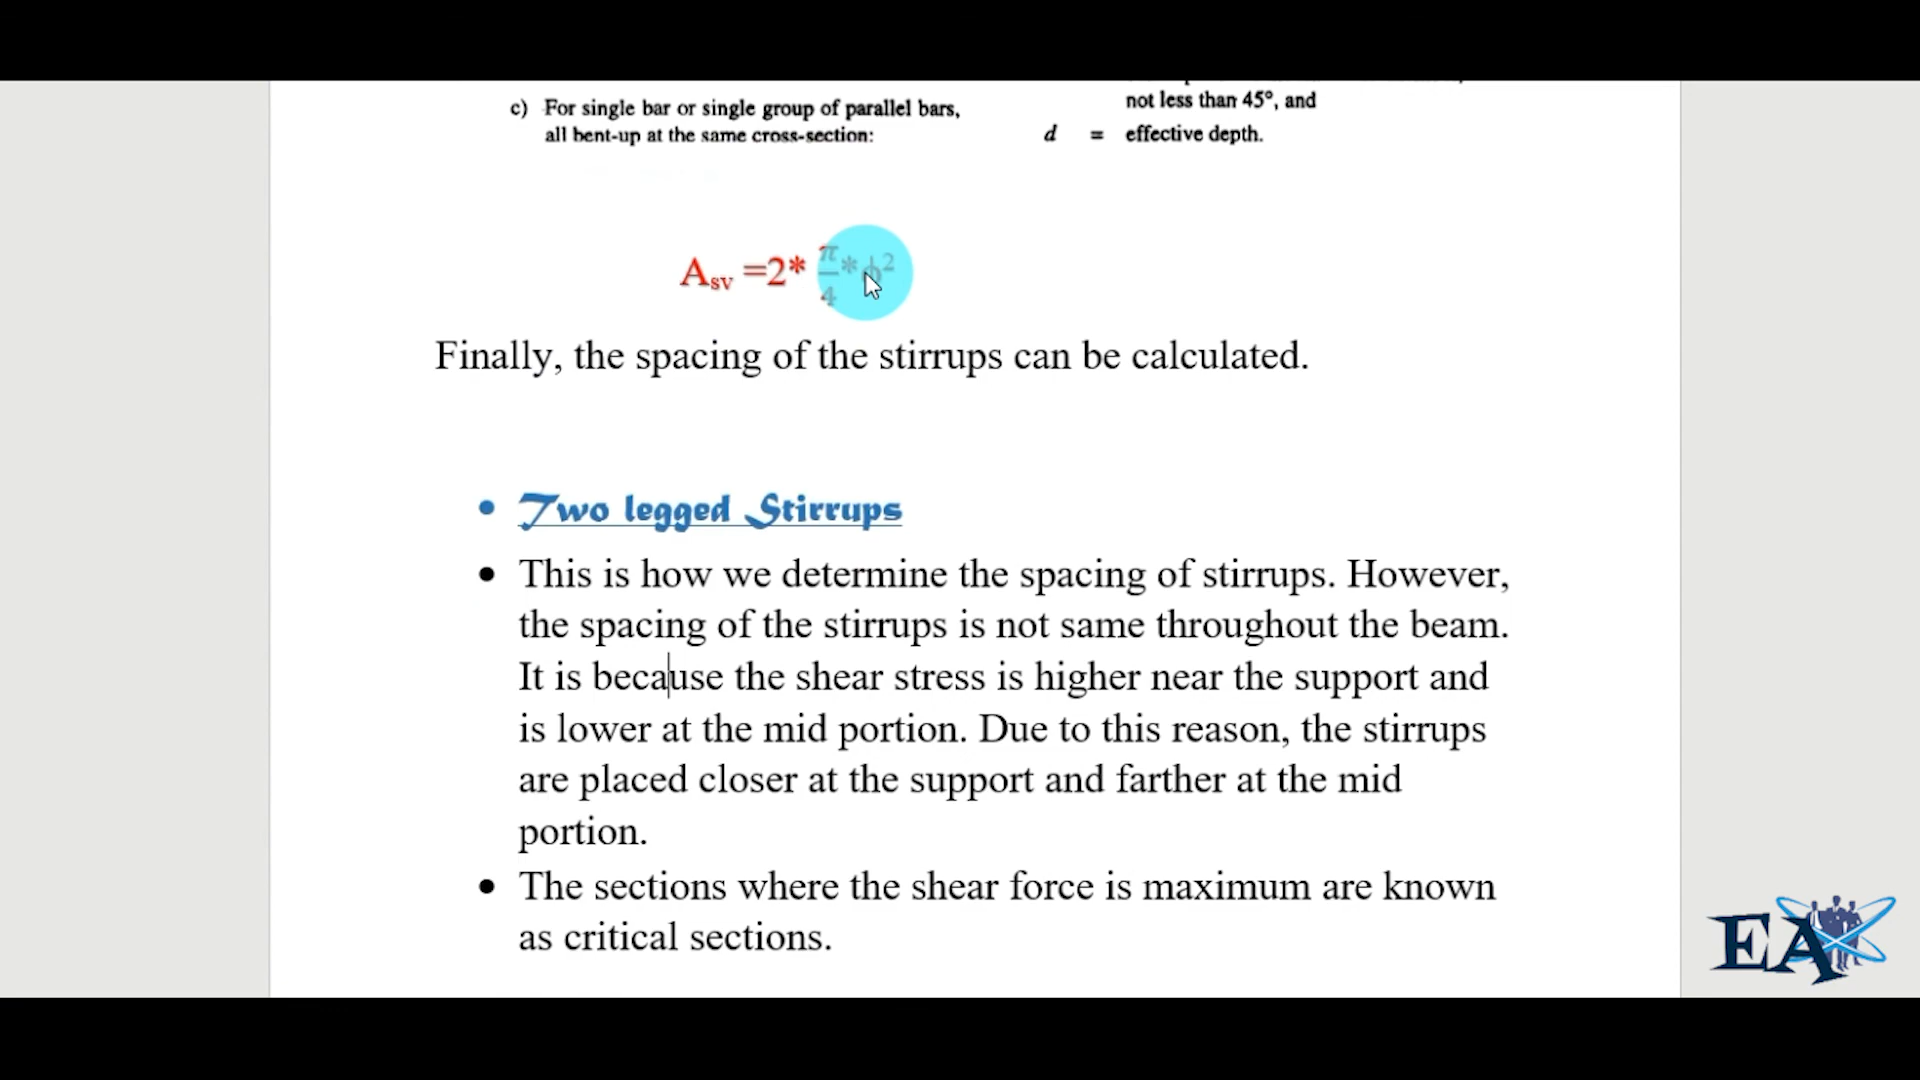 c) For single bar or single group of parallel bars,
all bent-up at the same cross-section:
not less than 45°, and
d = effective depth.
Asv =2* π/4 *ϕ2
Finally, the spacing of the stirrups can be calculated.
• Two legged Stirrups
• This is how we determine the spacing of stirrups. However,
the spacing of the stirrups is not same throughout the beam.
It is because the shear stress is higher near the support and
is lower at the mid portion. Due to this reason, the stirrups
are placed closer at the support and farther at the mid
portion.
• The sections where the shear force is maximum are known
as critical sections.
EA